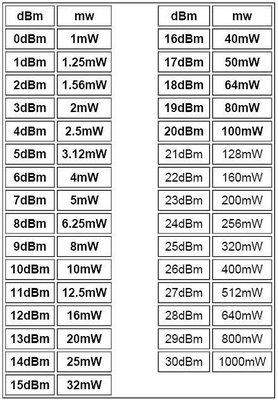 dBm mw dBm mw
0dBm 1mW 16dBm 40mW
1dBm 1.25mW 17dBm 50mW
2dBm 1.56mW 18dBm 64mW
3dBm 2mW 19dBm 80mW
4dBm 2.5mW 20dBm 100mW
5dBm 3.12mW 21dBm 128mW
6dBm 4mW 22dBm 160mW
7dBm 5mW 23dBm 200mW
8dBm 6.25mW 24dBm 256mW
9dBm 8mW 25dBm 320mW
10dBm 10mW 26dBm 400mW
11dBm 12.5mW 27dBm 512mW
12dBm 16mW 28dBm 640mW
13dBm 20mW 29dBm 800mW
14dBm 25mW 30dBm 1000mW
15dBm 32mW